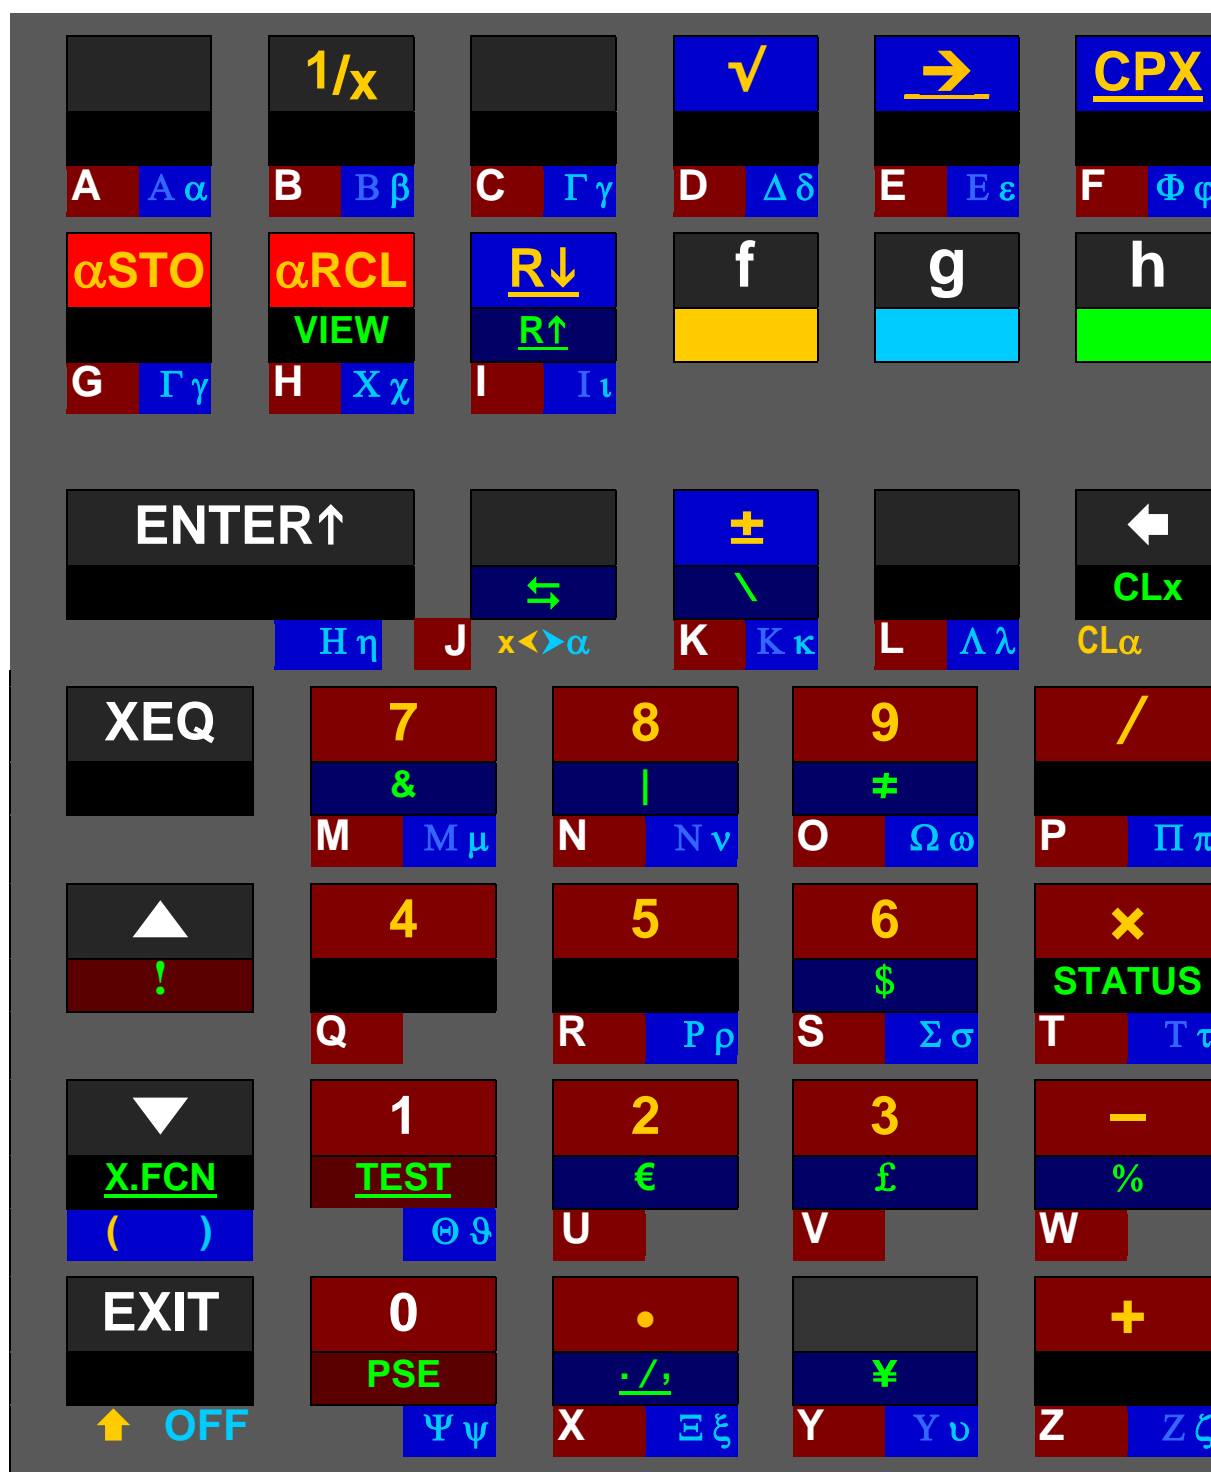 1/x √ → CPX
A Α α B Β β C Γ γ D Δ δ E Ε ε F Φ φ
αSTO αRCL R↓ f g h
VIEW R↑
G Γ γ H Χ χ I Ι ι
ENTER↑ ± 🡄
⇆ \ CLx
Η η J x<>α K Κ κ L Λ λ CLα
XEQ 7 8 9 /
& | ≠
M Μ μ N Ν ν O Ω ω P Π π
▲ 4 5 6 ×
! $ STATUS
Q R Ρ ρ S Σ σ T Τ τ
▼ 1 2 3 −
X.FCN TEST € £ %
( ) Θ ϑ U V W
EXIT 0 • +
PSE ./, ¥
🡅 OFF Ψ ψ X Ξ ξ Y Υ υ Z Ζ ζ